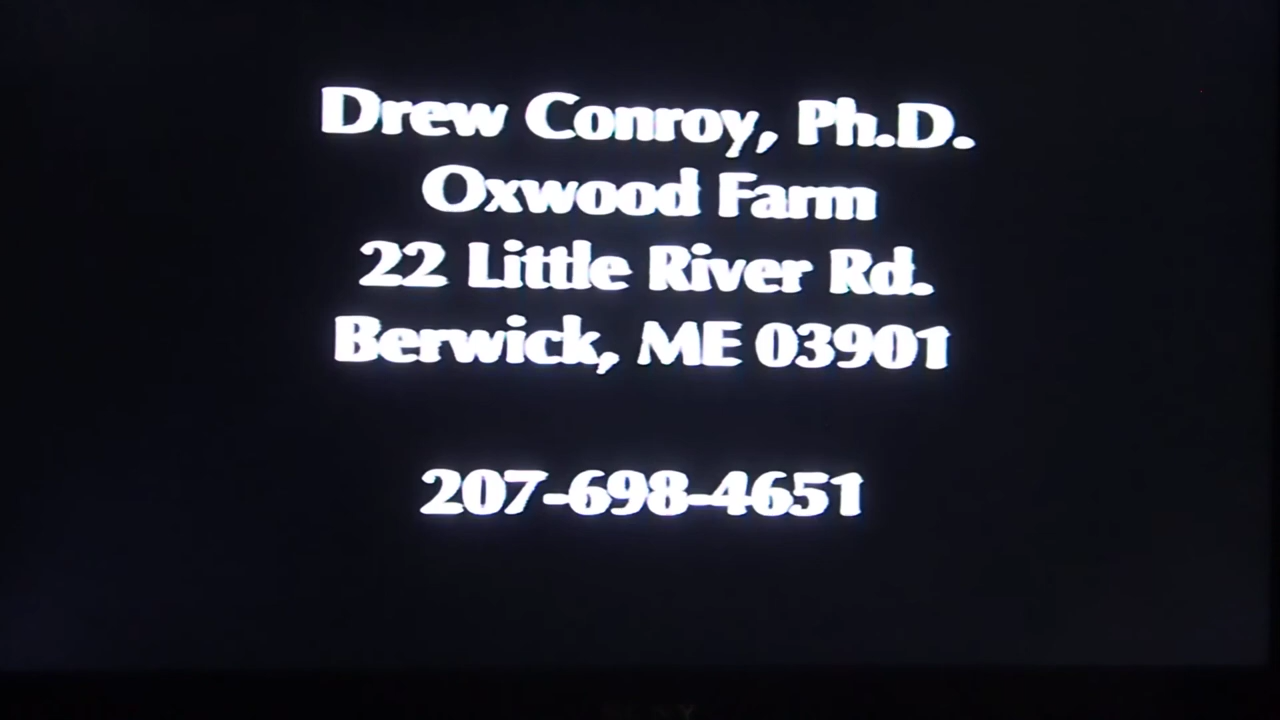 Drew Conroy, Ph.D.
Oxwood Farm
22 Little River Rd.
Berwick, ME 03901
207-698-4651